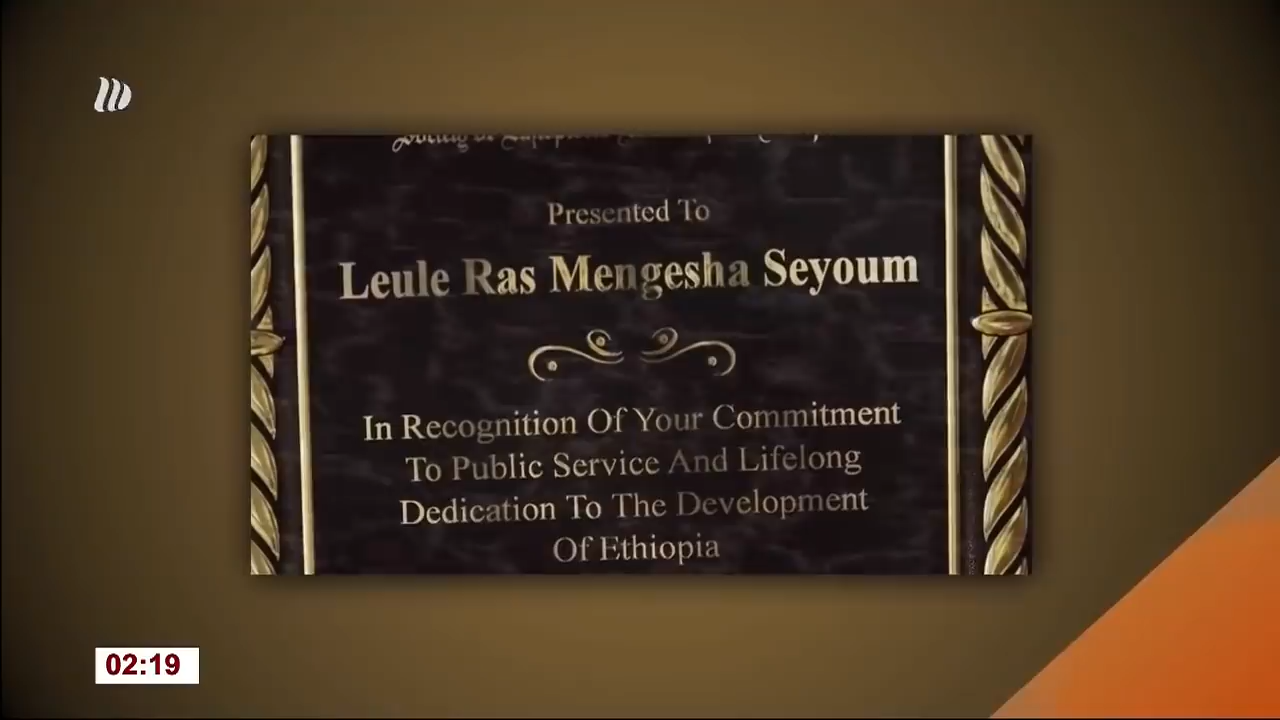 Presented To
Leule Ras Mengesha Seyoum
In Recognition Of Your Commitment
To Public Service And Lifelong
Dedication To The Development
Of Ethiopia
02:19